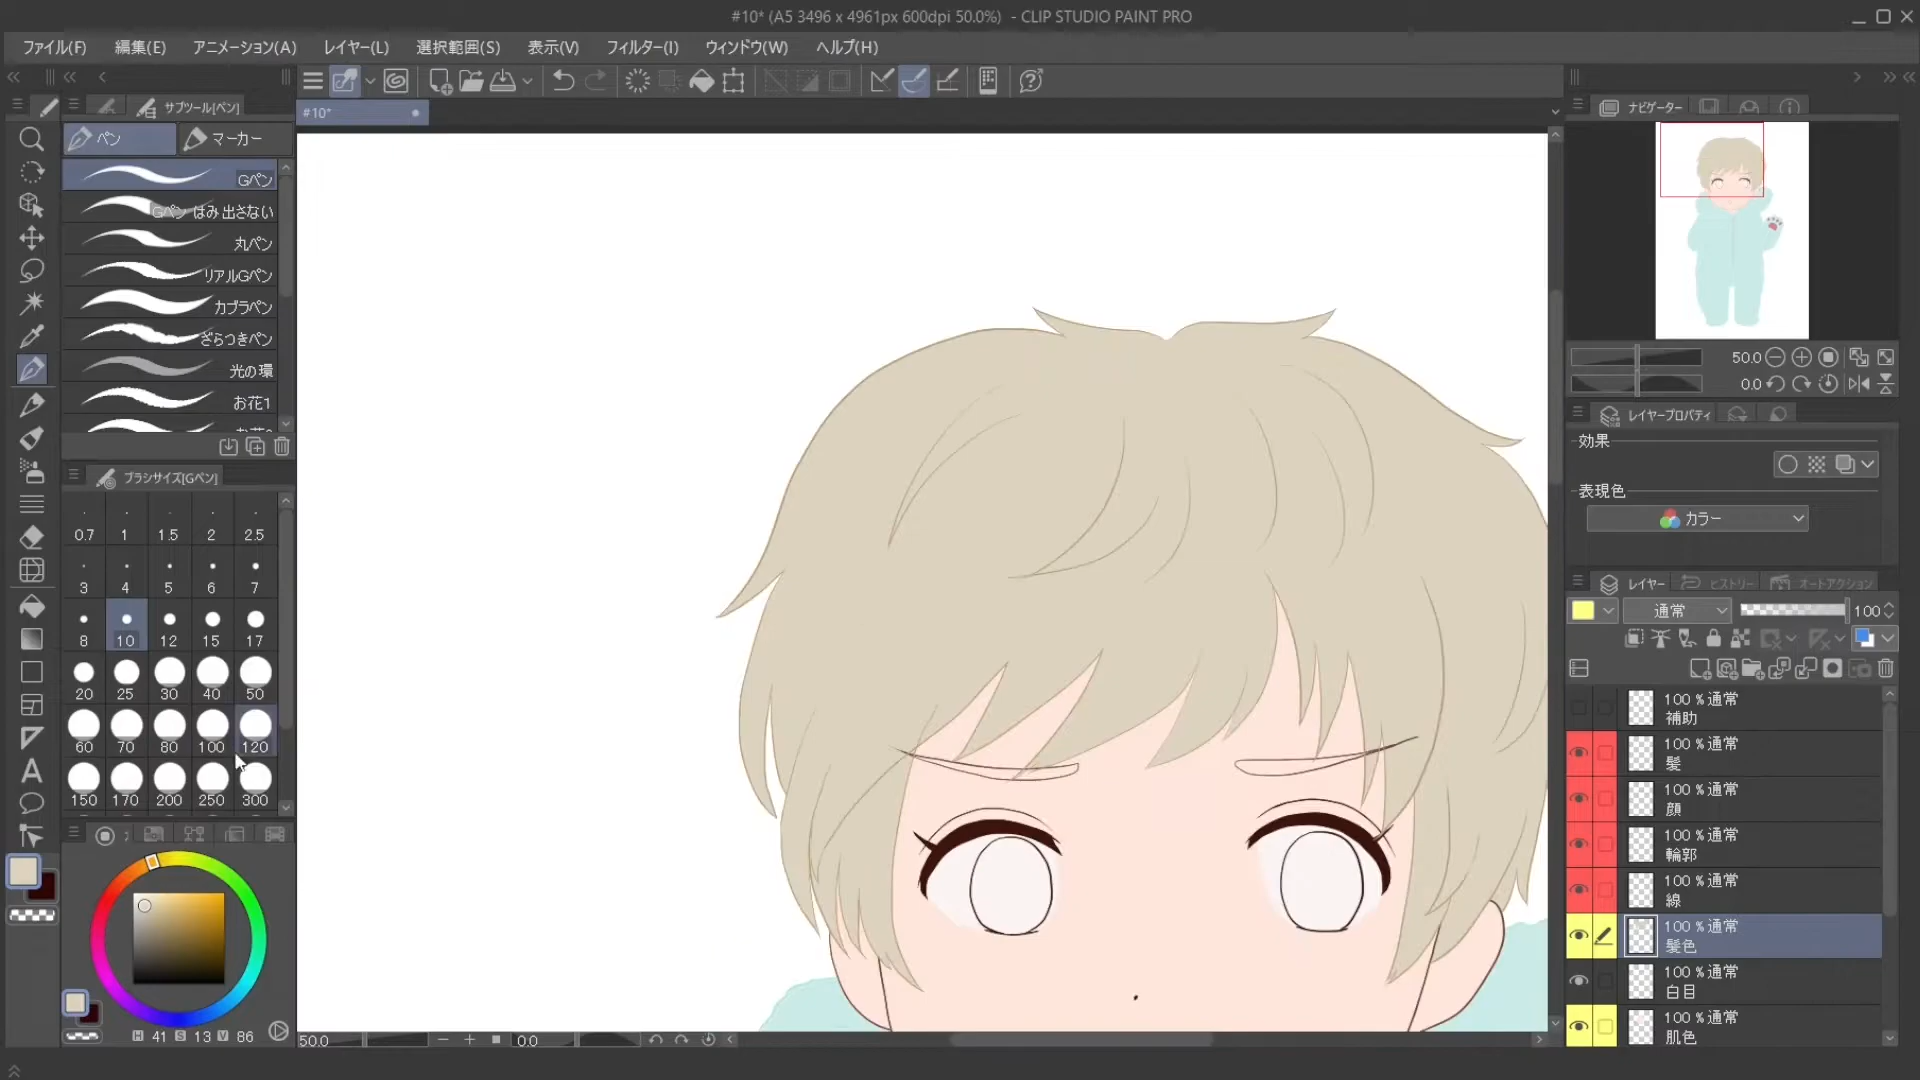 #10* (A5 3496 x 4961px 600dpi 50.0%) - CLIP STUDIO PAINT PRO
ファイル(F) 編集(E) アニメーション(A) レイヤー(L) 選択範囲(S) 表示(V) フィルター(I) ウィンドウ(W) ヘルプ(H)
サブツール[ペン]
#10*
ナビゲーター
ペン マーカー
Gペン
Gペン はみ出さない
丸ペン
リアルGペン
カブラペン
ざらつきペン
光の環
お花1
ブラシサイズ[Gペン]
0.7 1 1.5 2 2.5
3 4 5 6 7
8 10 12 15 17
20 25 30 40 50
60 70 80 100 120
150 170 200 250 300
H 41 S 13 V 86
50.0
0.0
50.0
0.0
レイヤープロパティ
効果
表現色
カラー
レイヤー ヒストリー オートアクション
通常 100
100 %通常
補助
100 %通常
髪
100 %通常
顔
100 %通常
輪郭
100 %通常
線
100 %通常
髪色
100 %通常
白目
100 %通常
肌色
A